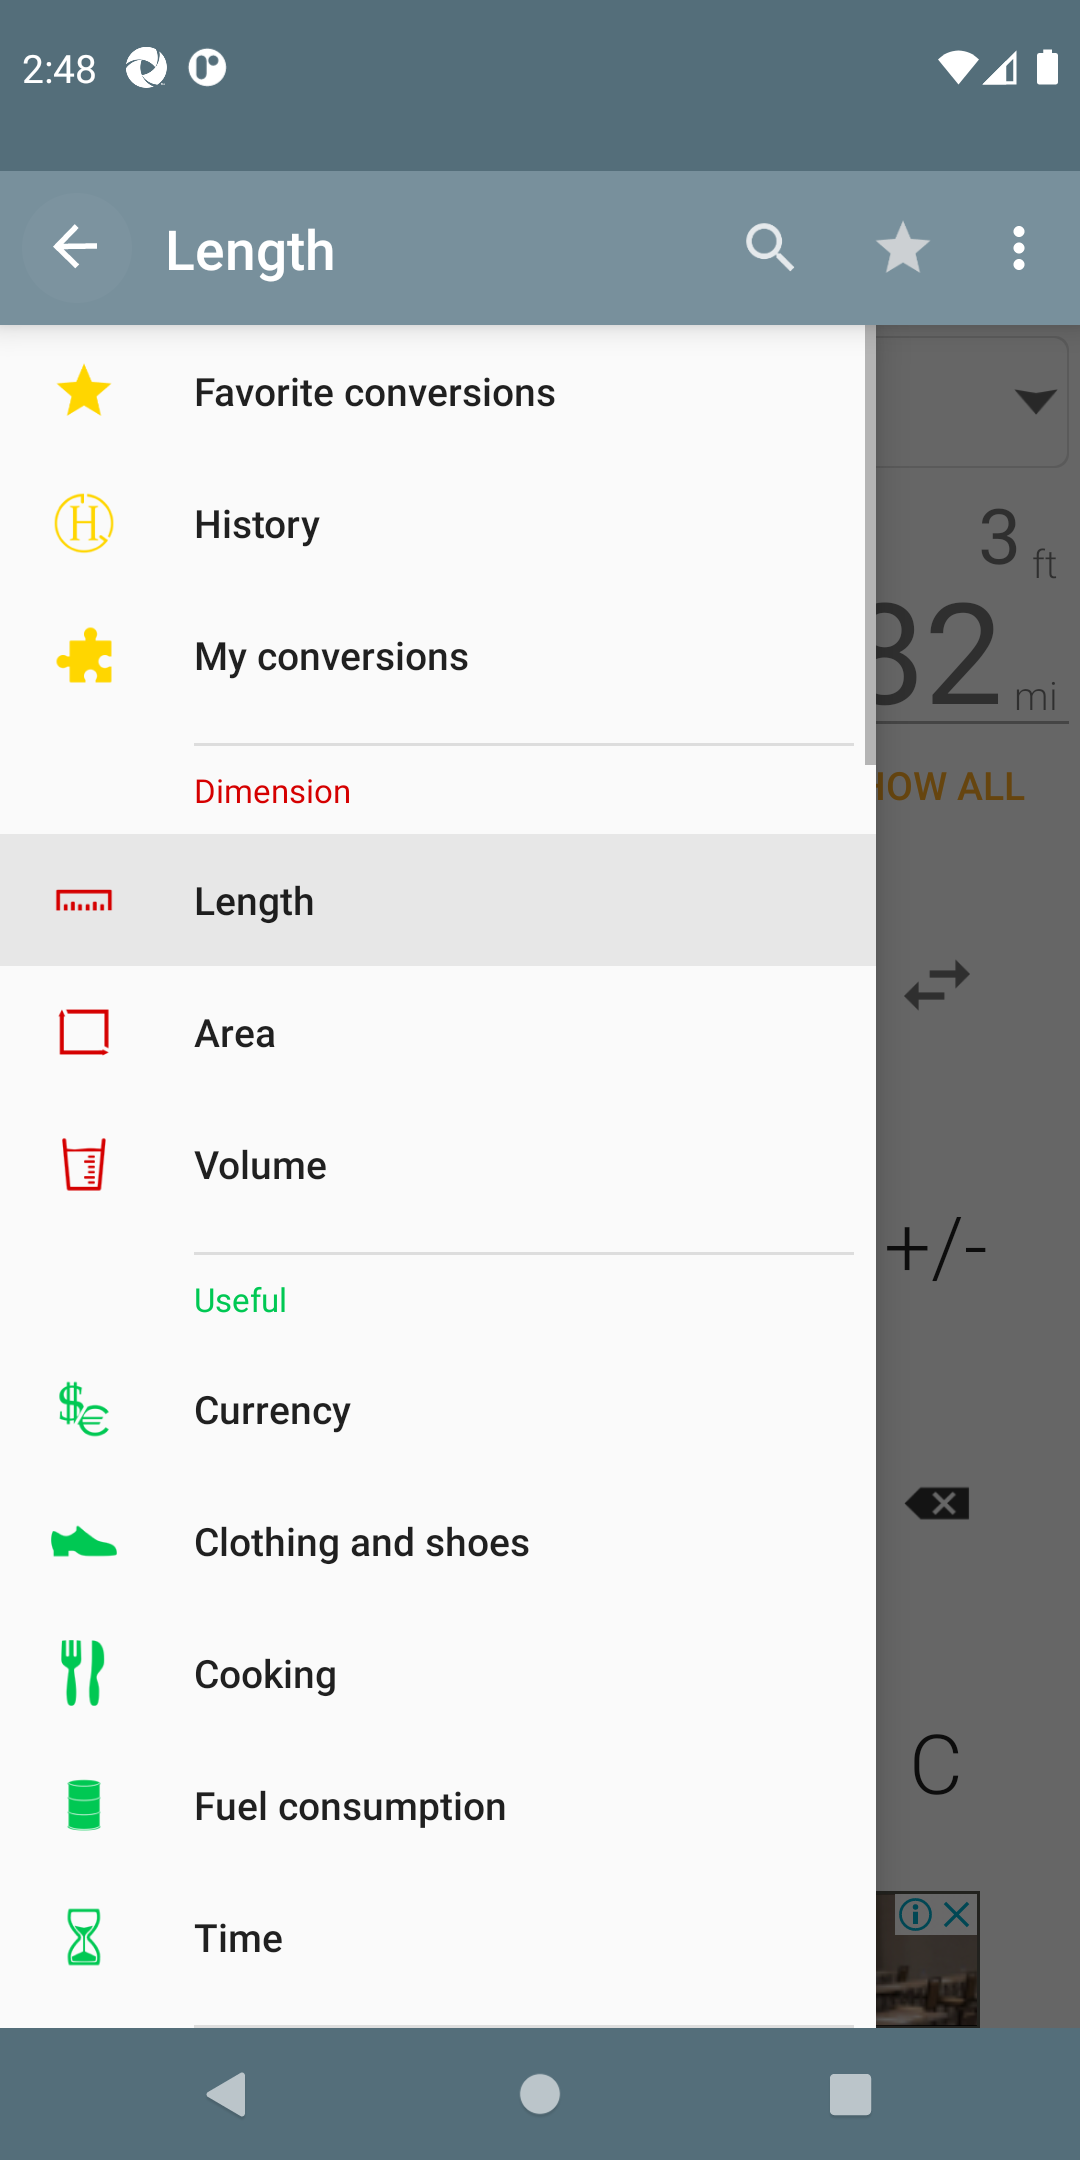 2:48
Length
Favorite conversions
3 ft
History
32 mi
My conversions
HOW ALL
Dimension
Length
Area
Volume
+/-
Useful
Currency
Clothing and shoes
Cooking
C
Fuel consumption
Time